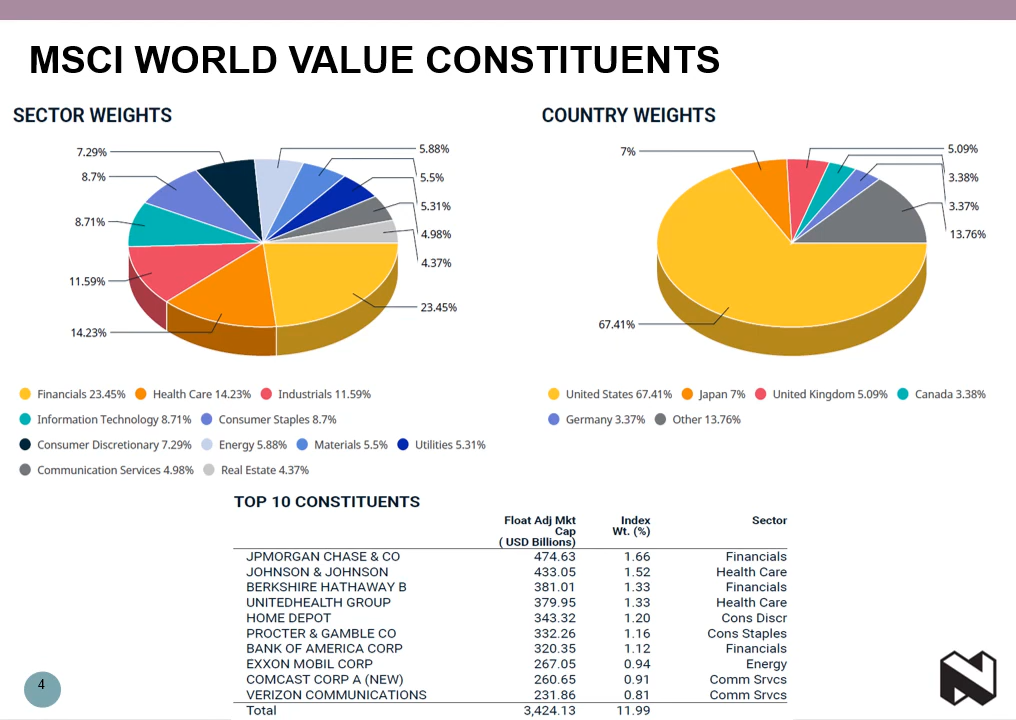 MSCI WORLD VALUE CONSTITUENTS
SECTOR WEIGHTS
7.29%
8.7%
8.71%
11.59%
14.23%
5.88%
5.5%
5.31%
4.98%
4.37%
23.45%
Financials 23.45% Health Care 14.23% Industrials 11.59%
Information Technology 8.71% Consumer Staples 8.7%
Consumer Discretionary 7.29% Energy 5.88% Materials 5.5% Utilities 5.31%
Communication Services 4.98% Real Estate 4.37%
COUNTRY WEIGHTS
7%
67.41%
5.09%
3.38%
3.37%
13.76%
United States 67.41% Japan 7% United Kingdom 5.09% Canada 3.38%
Germany 3.37% Other 13.76%
TOP 10 CONSTITUENTS
Float Adj Mkt Index Sector
Cap Wt. (%)
( USD Billions)
JPMORGAN CHASE & CO 474.63 1.66 Financials
JOHNSON & JOHNSON 433.05 1.52 Health Care
BERKSHIRE HATHAWAY B 381.01 1.33 Financials
UNITEDHEALTH GROUP 379.95 1.33 Health Care
HOME DEPOT 343.32 1.20 Cons Discr
PROCTER & GAMBLE CO 332.26 1.16 Cons Staples
BANK OF AMERICA CORP 320.35 1.12 Financials
EXXON MOBIL CORP 267.05 0.94 Energy
COMCAST CORP A (NEW) 260.65 0.91 Comm Srvcs
VERIZON COMMUNICATIONS 231.86 0.81 Comm Srvcs
Total 3,424.13 11.99
4